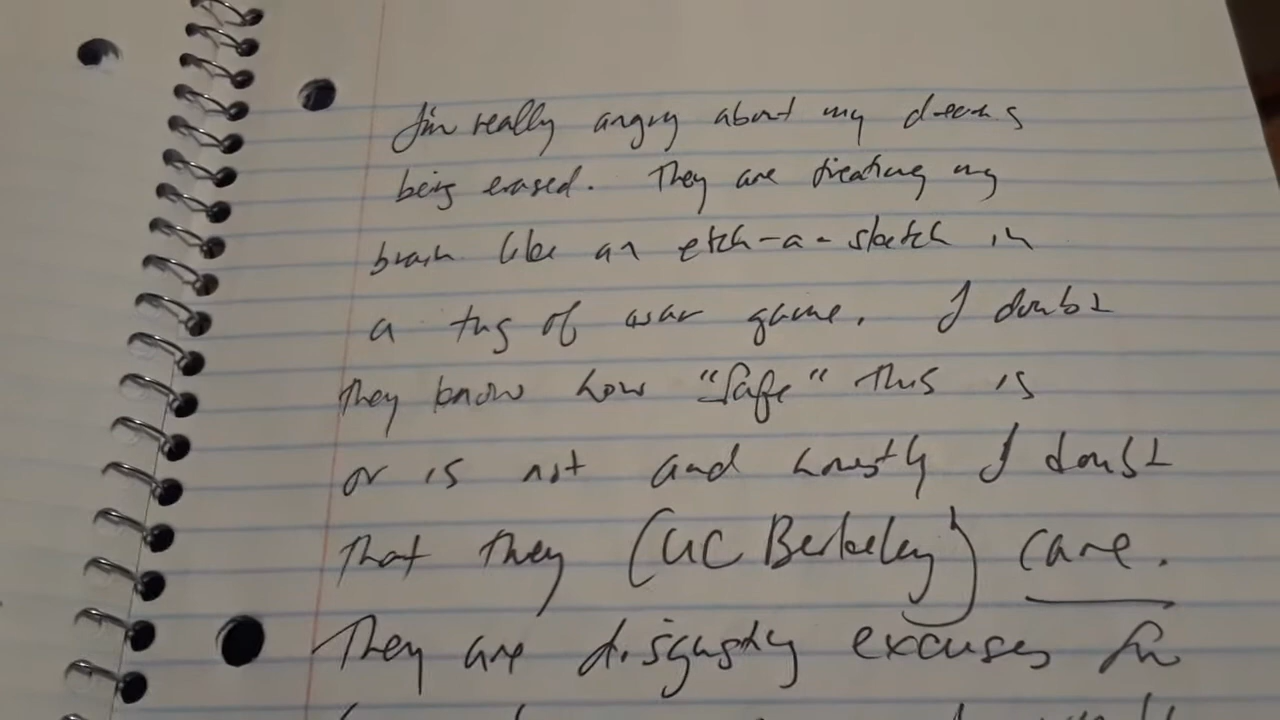 I'm really angry about my dreams
being erased. They are treating my
brain like an etch-a-sketch in
a tug of war game. I doubt
they know how "safe" this is
or is not and honestly I doubt
that they (UC Berkeley) care.
They are disgusting excuses for